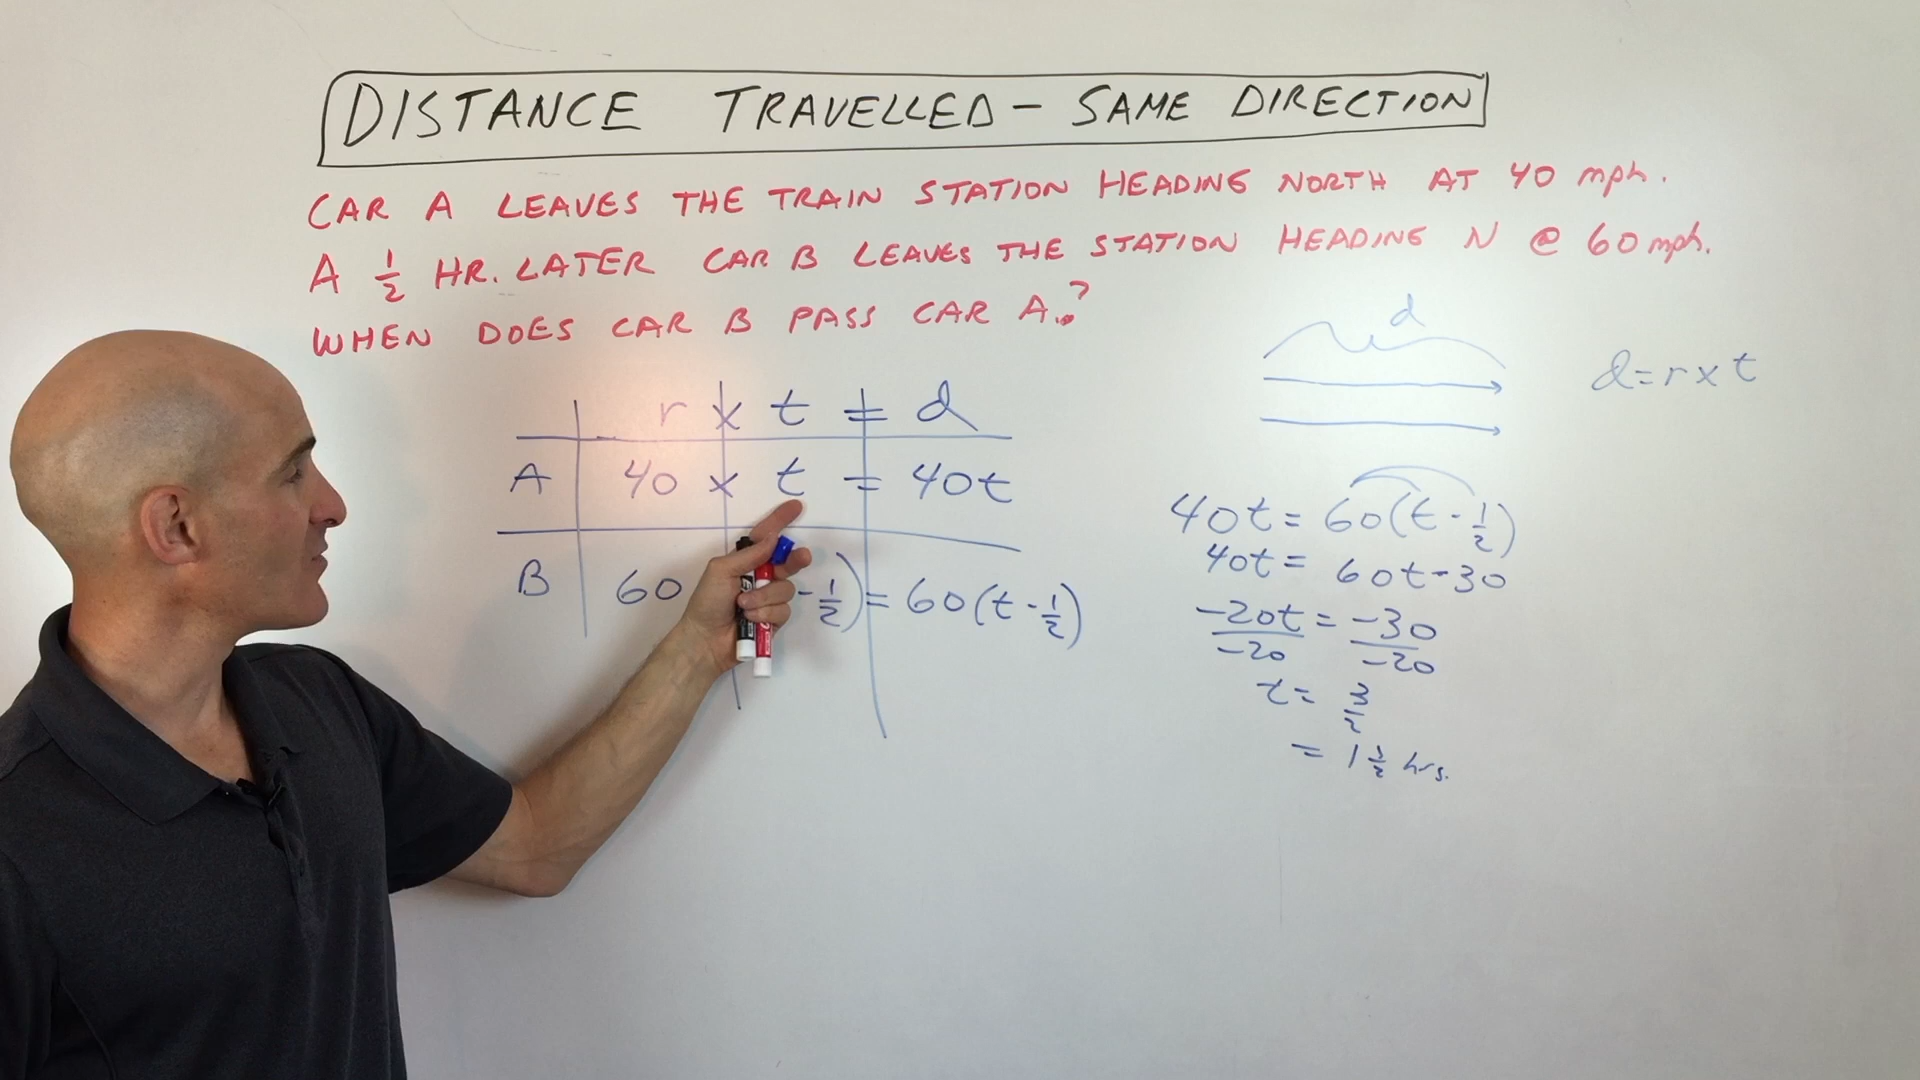 DISTANCE TRAVELLED - SAME DIRECTION
CAR A LEAVES THE TRAIN STATION HEADING NORTH AT 40 mph.
A 1/2 HR. LATER CAR B LEAVES THE STATION HEADING N @ 60 mph.
WHEN DOES CAR B PASS CAR A.?
r x t = d
A 40 x t = 40t
B 60 - 1/2) = 60(t - 1/2)
d
d = r x t
40t = 60(t - 1/2)
40t = 60t - 30
-20t = -30
-20 -20
t = 3/2
= 1 1/2 hrs.